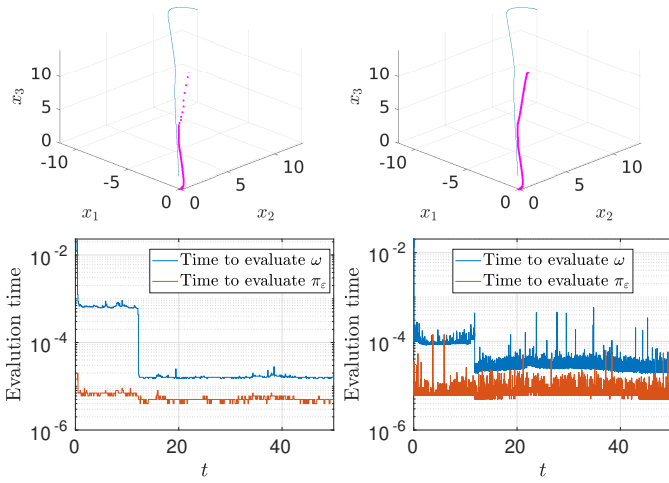 10
5
0
x₃
-10
-5
0
x₁
0
5
10
x₂
10
5
0
x₃
-10
-5
0
x₁
0
5
10
x₂
10⁻²
10⁻⁴
10⁻⁶
Evalution time
Time to evaluate ω
Time to evaluate π_ε
0
20
40
t
10⁻²
10⁻⁴
10⁻⁶
Evalution time
Time to evaluate ω
Time to evaluate π_ε
0
20
40
t